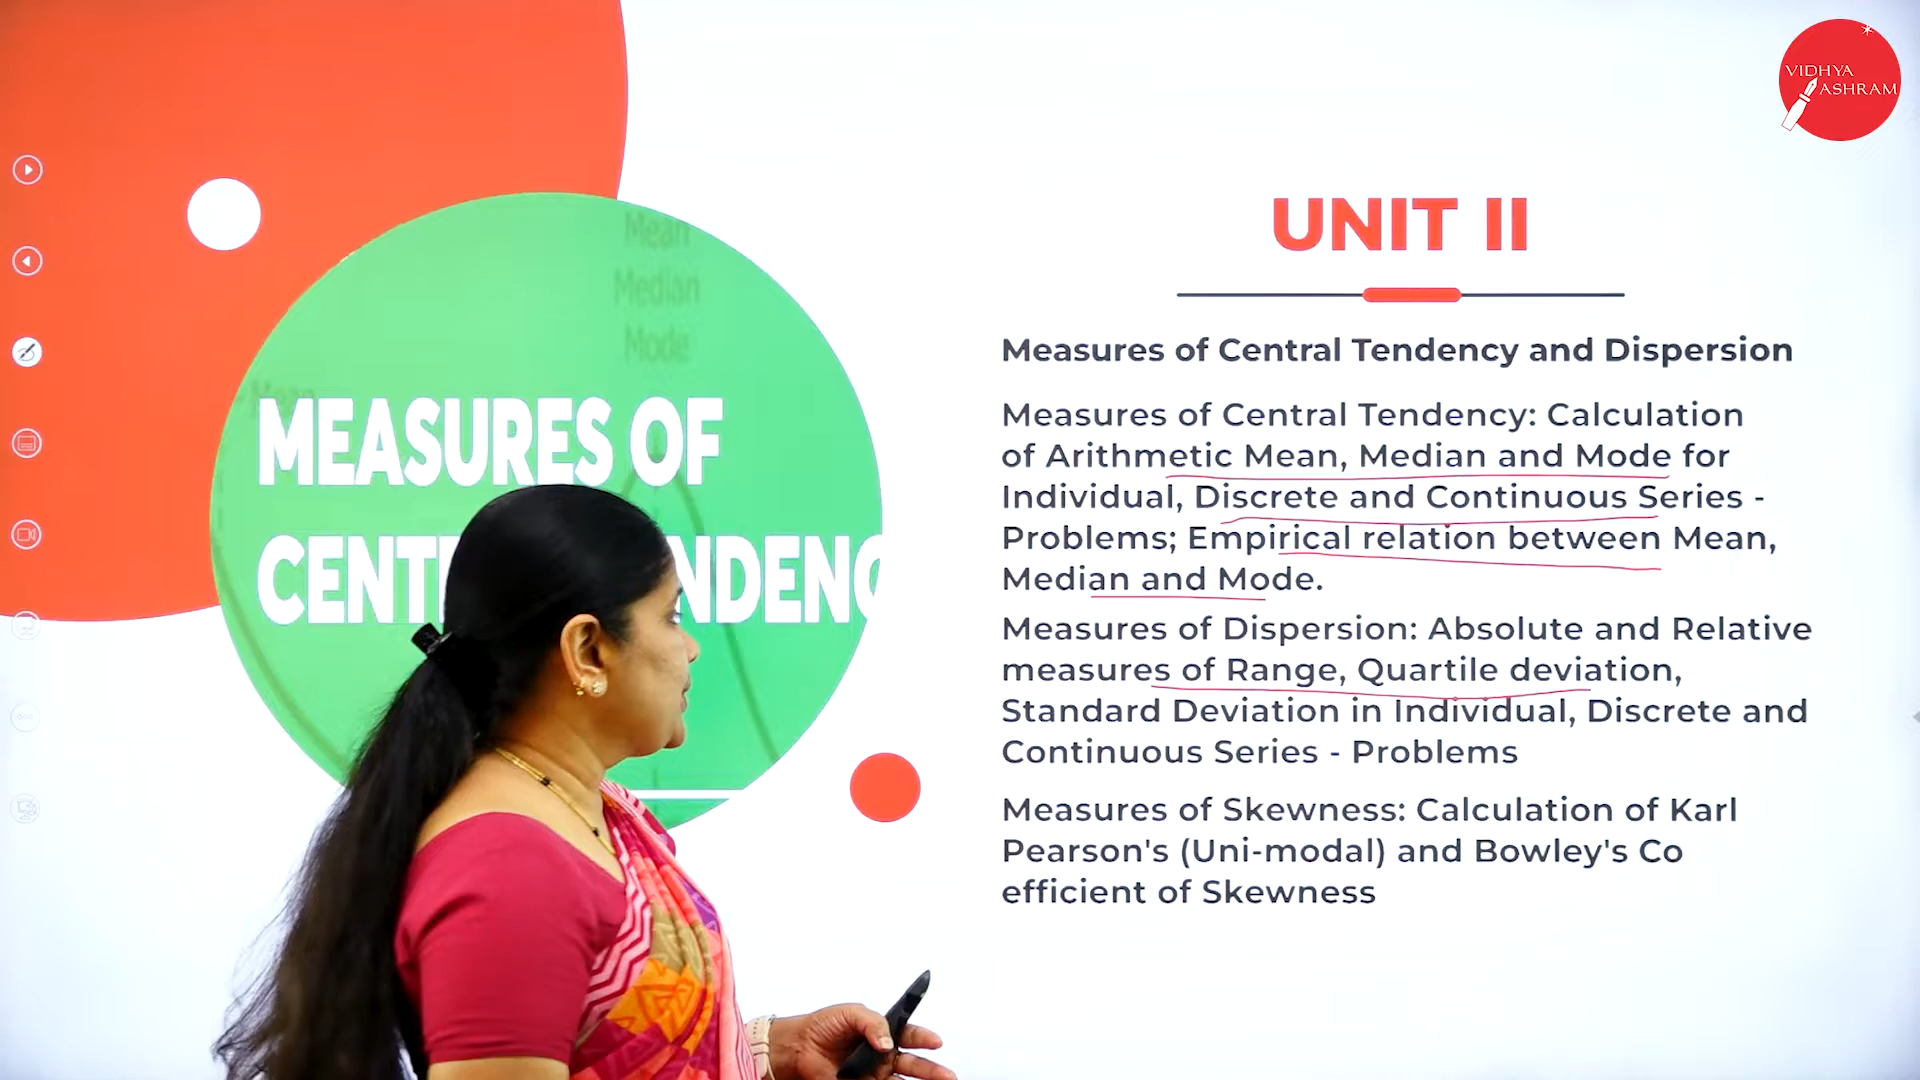 VIDHYA
ASHRAM
UNIT II
Mean
Median
Mode
Mean
MEASURES OF
Measures of Central Tendency and Dispersion
Measures of Central Tendency: Calculation
of Arithmetic Mean, Median and Mode for
Individual, Discrete and Continuous Series -
Problems; Empirical relation between Mean,
Median and Mode.
Measures of Dispersion: Absolute and Relative
measures of Range, Quartile deviation,
Standard Deviation in Individual, Discrete and
Continuous Series - Problems
Measures of Skewness: Calculation of Karl
Pearson's (Uni-modal) and Bowley's Co
efficient of Skewness